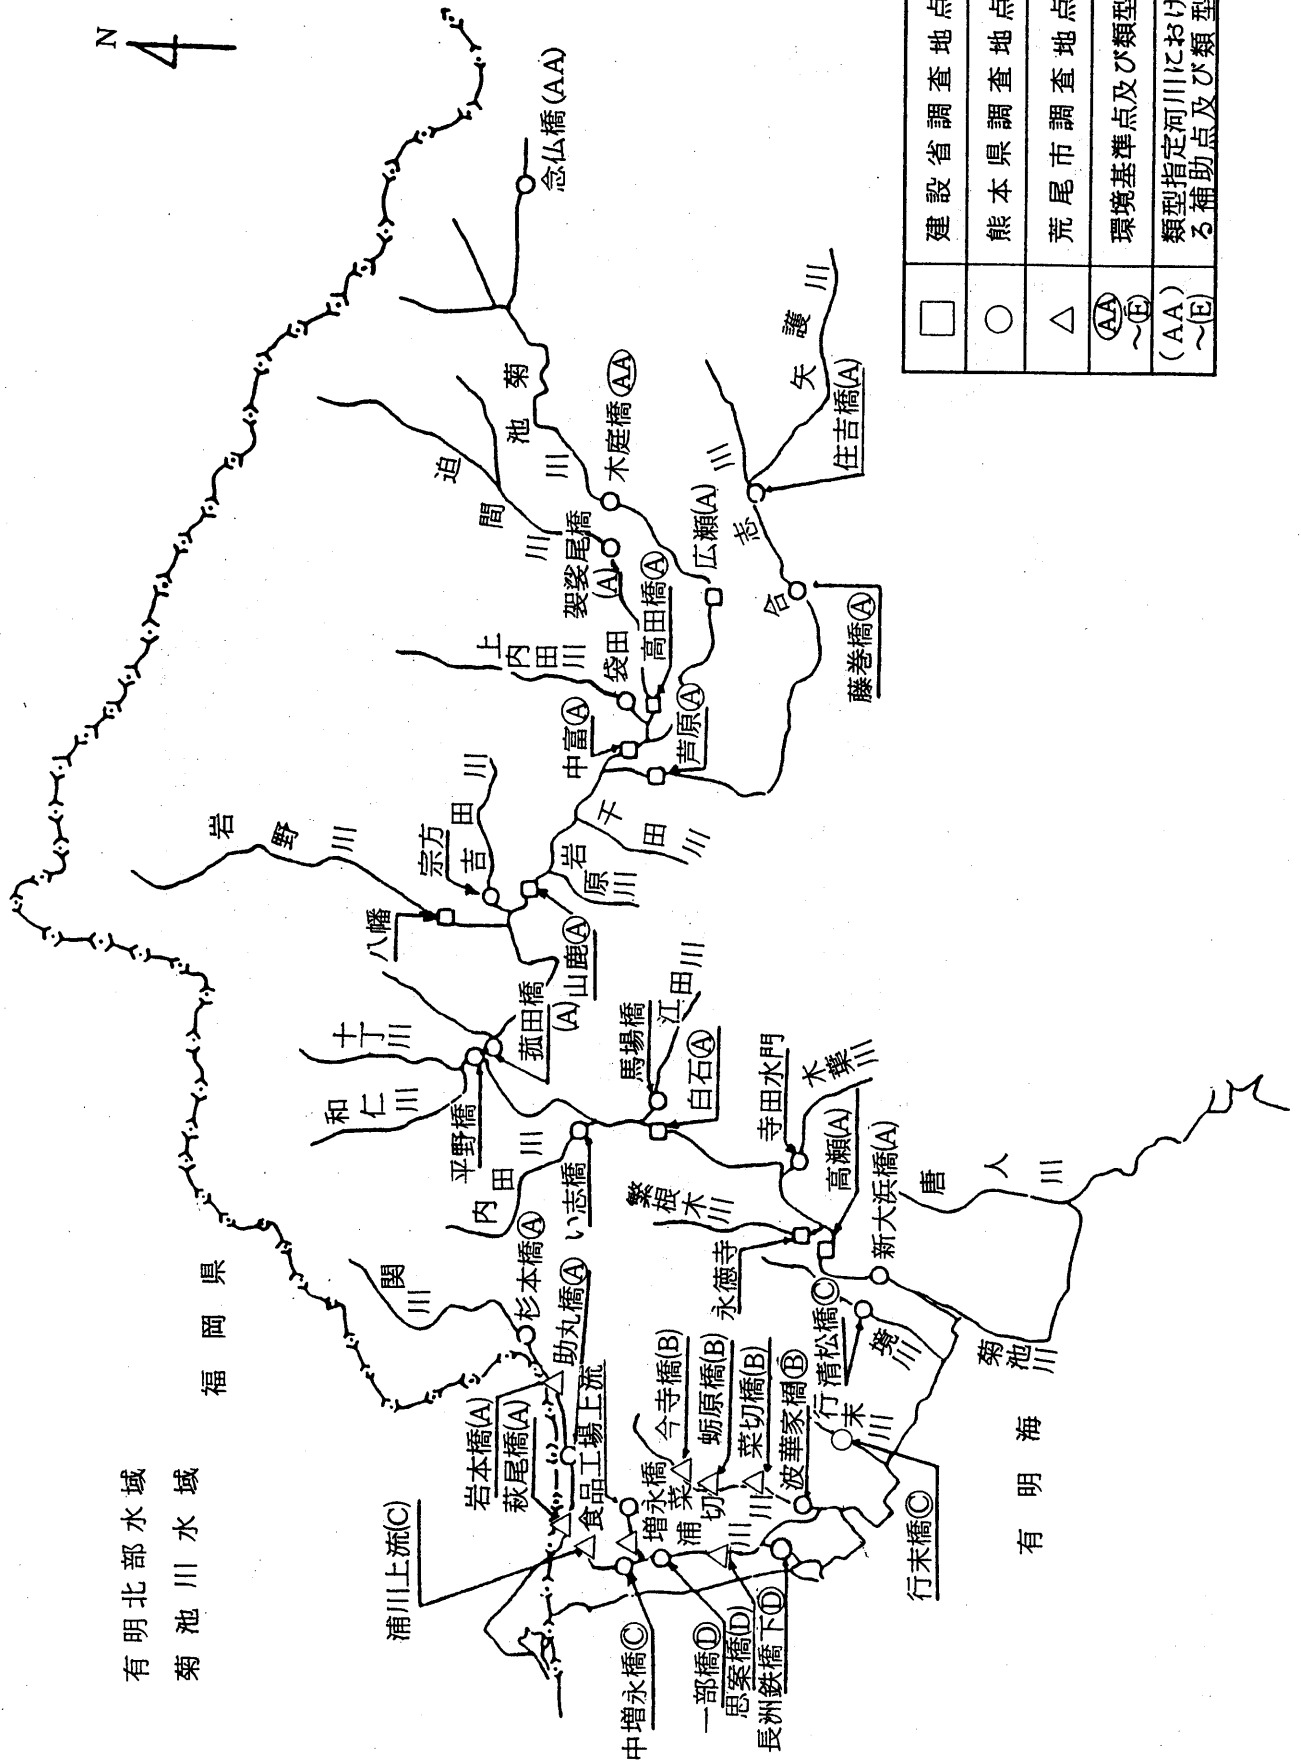 有明北部水域
菊池川水域
福岡県
N
念仏橋(AA)
菊池川
木庭橋(AA)
迫間川
袈裟尾橋(A)
広瀬(A)
高田橋(A)
上内田川
袋田
中富(A)
芦原(A)
合志川
矢護川
住吉橋(A)
藤巻橋(A)
千田川
岩原川
吉田川
宗方
岩野川
八幡
山鹿(A)
菰田橋(A)
十丁川
和仁川
平野橋
江田川
馬場橋
白石(A)
内田川
い志橋
寺田水門
木葉川
高瀬(A)
繁根木川
永徳寺
新大浜橋(A)
唐人川
菊池川
関川
杉本橋(A)
助丸橋(A)
岩本橋(A)
萩尾橋(A)
食品工場上流
浦川上流(C)
増永橋
中増永橋(C)
一部橋(D)
思案橋(D)
長洲鉄橋下(D)
浦川
菜切川
今寺橋(B)
蛎原橋(B)
菜切橋(B)
波華家橋(B)
行末川
行末橋(C)
清松橋(C)
境川
有明海
□ 建設省調査地点
○ 熊本県調査地点
△ 荒尾市調査地点
(AA)～(E) 環境基準点及び類型
(AA)～(E) 類型指定河川における補助点及び類型